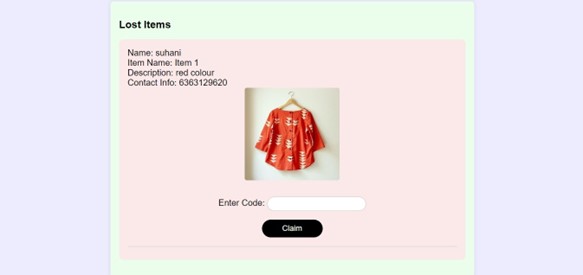 Lost Items
Name: suhani
Item Name: Item 1
Description: red colour
Contact Info: 6363129620
Enter Code:
Claim